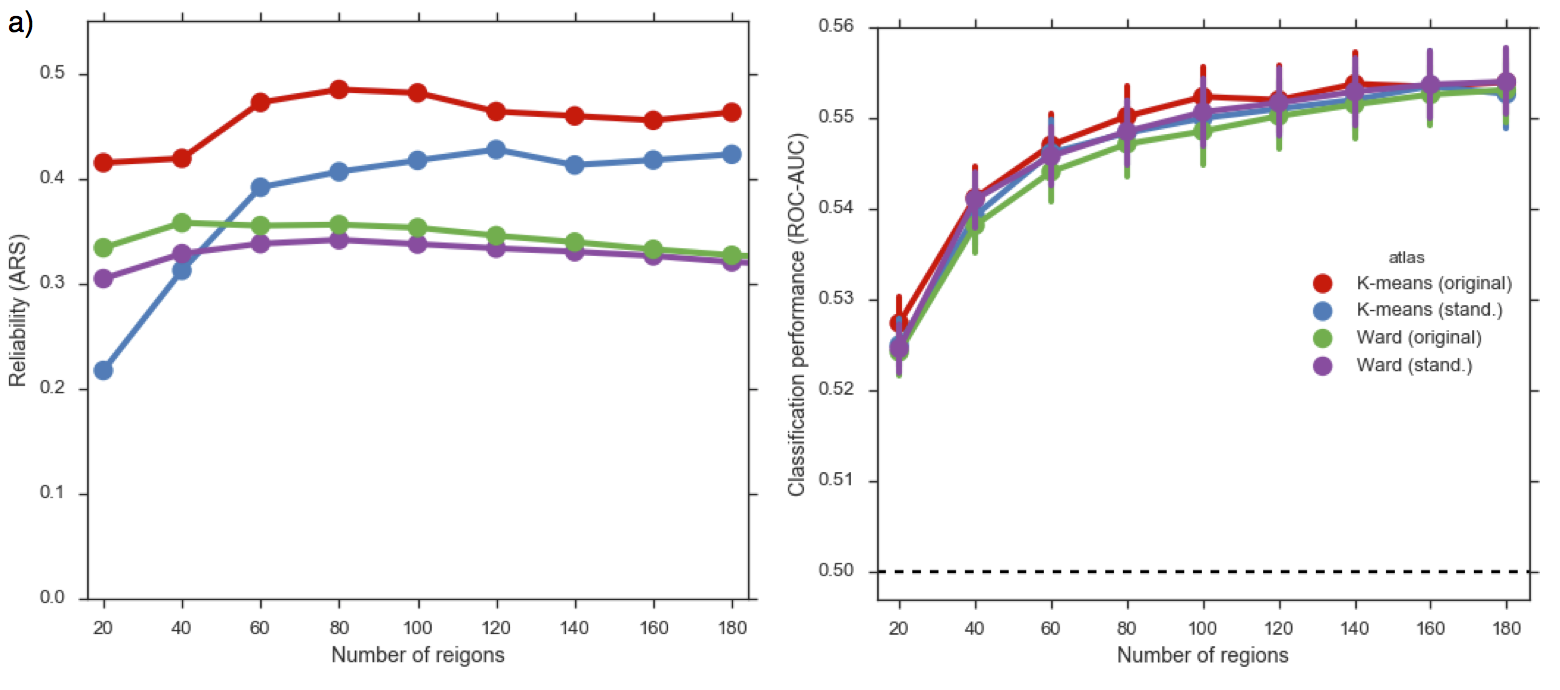 a)
Reliability (ARS)
0.5
0.4
0.3
0.2
0.1
0.0
20 40 60 80 100 120 140 160 180
Number of reigons
Classification performance (ROC-AUC)
0.56
0.55
0.54
0.53
0.52
0.51
0.50
atlas
K-means (original)
K-means (stand.)
Ward (original)
Ward (stand.)
20 40 60 80 100 120 140 160 180
Number of regions